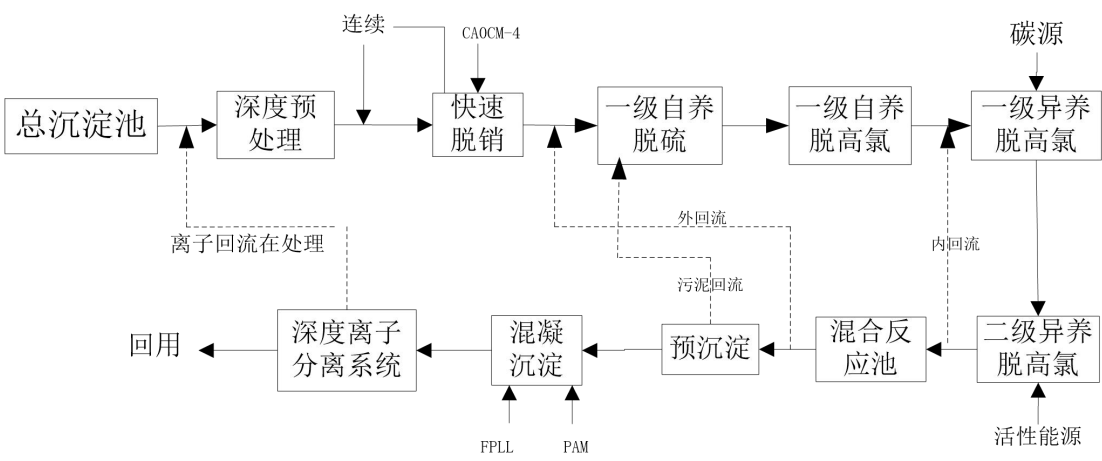 连续
CAOCM-4
碳源
总沉淀池
深度预
处理
快速
脱销
一级自养
脱硫
一级自养
脱高氯
一级异养
脱高氯
外回流
离子回流在处理
内回流
污泥回流
回用
深度离子
分离系统
混凝
沉淀
预沉淀
混合反
应池
二级异养
脱高氯
活性能源
FPLL
PAM